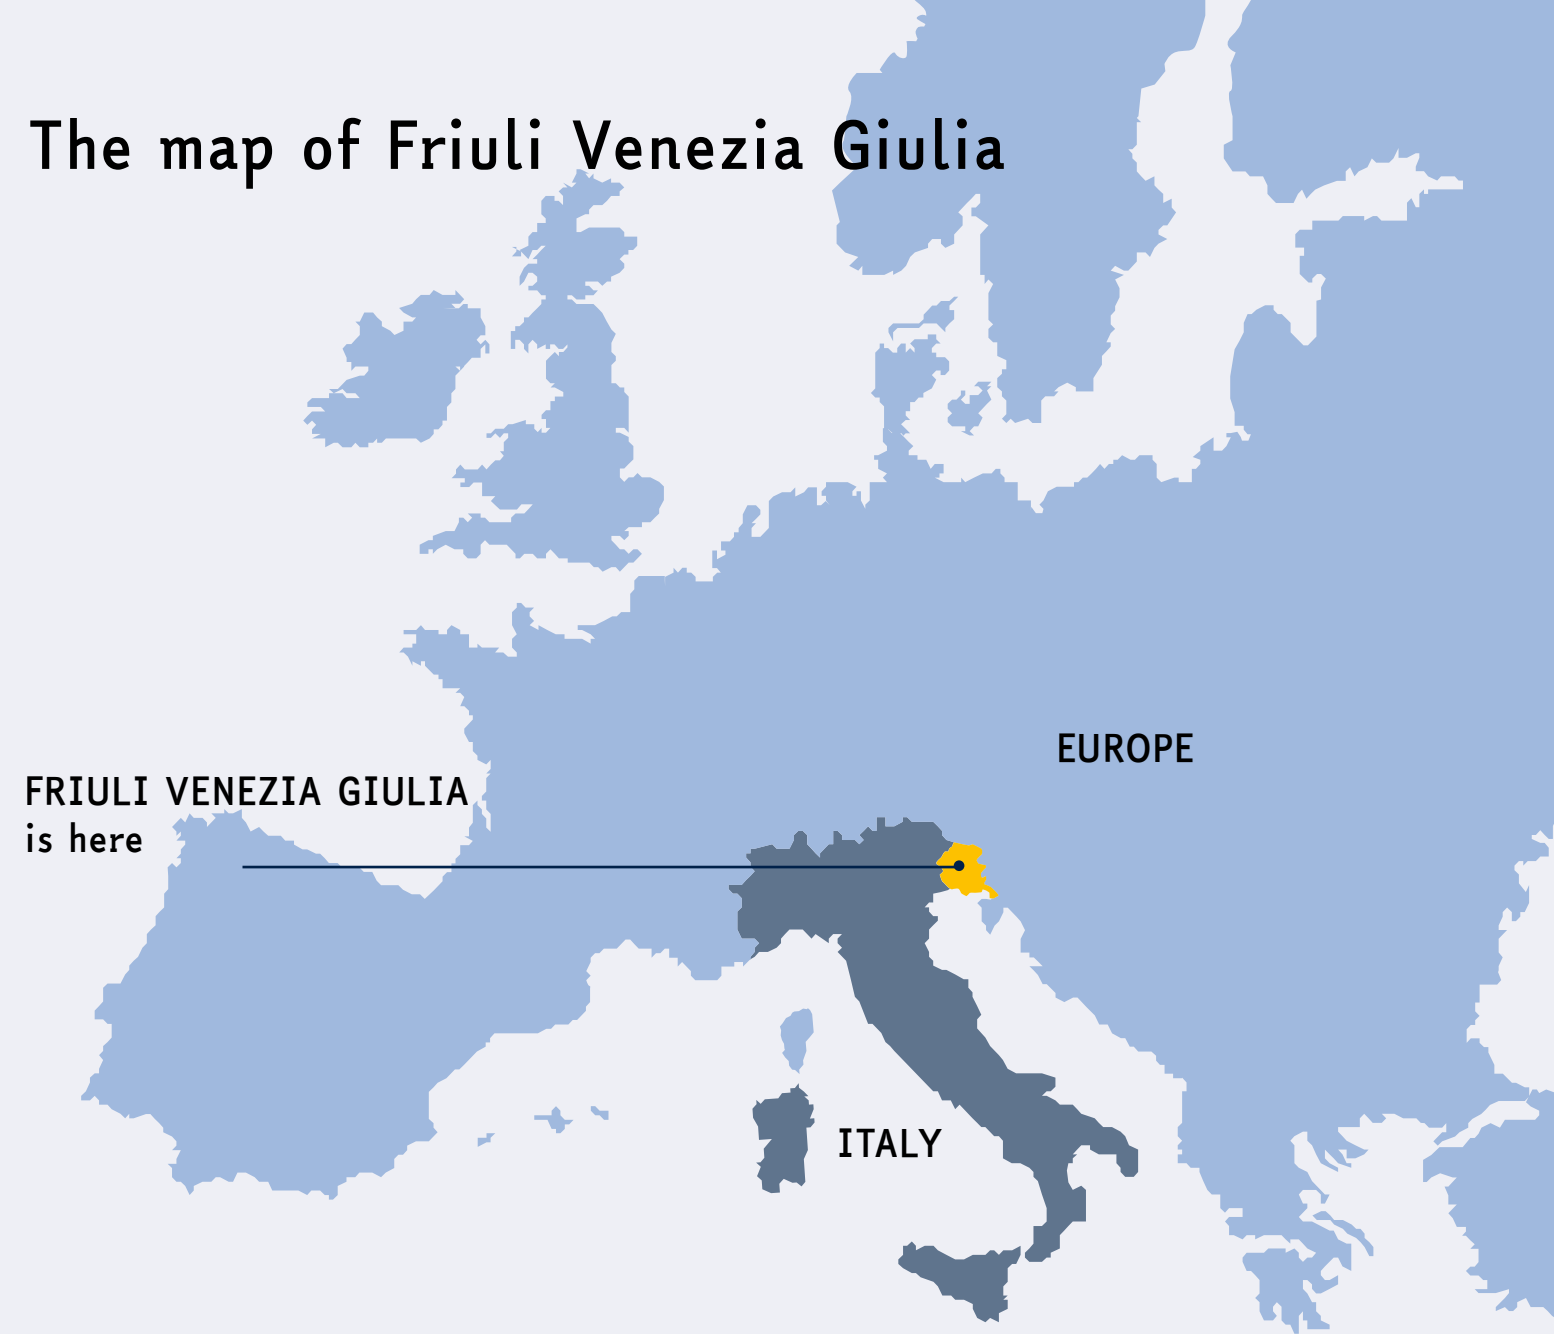 The map of Friuli Venezia Giulia
EUROPE
FRIULI VENEZIA GIULIA
is here
ITALY